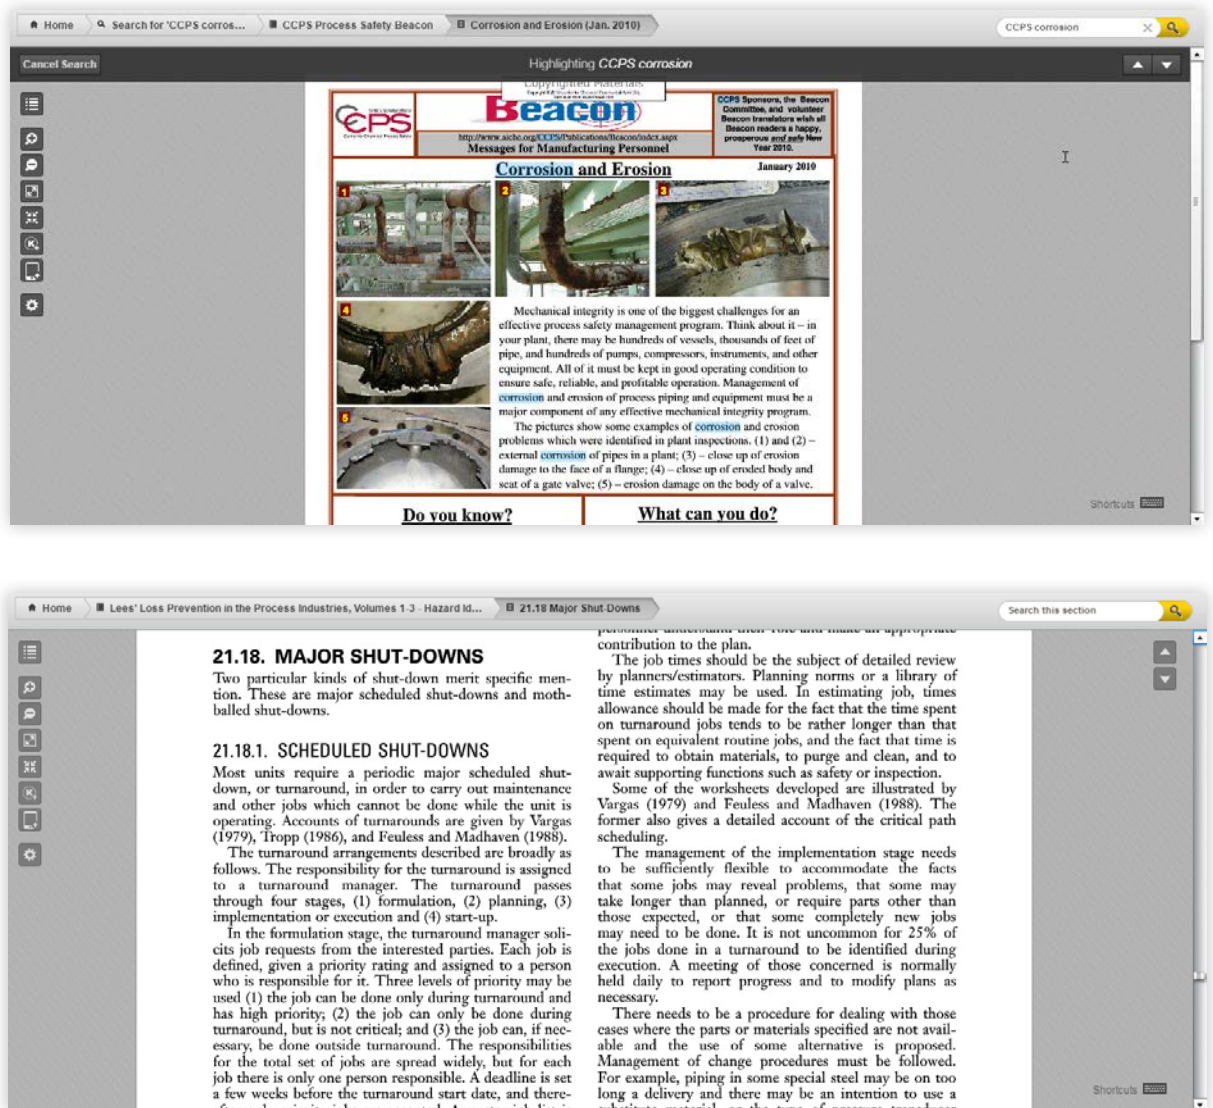 Home
Search for 'CCPS corros...
CCPS Process Safety Beacon
Corrosion and Erosion (Jan. 2010)
CCPS corrosion
Cancel Search
Highlighting CCPS corrosion
Copyrighted Materials
CCPS
Beacon
http://www.aiche.org/CCPS/Publications/Beacon/index.aspx
Messages for Manufacturing Personnel
CCPS Sponsors, the Beacon
Committee, and volunteer
Beacon translators wish all
Beacon readers a happy,
prosperous and safe New
Year 2010.
Corrosion and Erosion
January 2010
1
2
3
4
5
Mechanical integrity is one of the biggest challenges for an
effective process safety management program. Think about it – in
your plant, there may be hundreds of vessels, thousands of feet of
pipe, and hundreds of pumps, compressors, instruments, and other
equipment. All of it must be kept in good operating condition to
ensure safe, reliable, and profitable operation. Management of
corrosion and erosion of process piping and equipment must be a
major component of any effective mechanical integrity program.
The pictures show some examples of corrosion and erosion
problems which were identified in plant inspections. (1) and (2) –
external corrosion of pipes in a plant; (3) – close up of erosion
damage to the face of a flange; (4) – close up of eroded body and
seat of a gate valve; (5) – erosion damage on the body of a valve.
Do you know?
What can you do?
Shortcuts
Home
Lees' Loss Prevention in the Process Industries, Volumes 1-3 - Hazard Id...
21.18 Major Shut-Downs
Search this section
21.18. MAJOR SHUT-DOWNS
Two particular kinds of shut-down merit specific men-
tion. These are major scheduled shut-downs and moth-
balled shut-downs.
21.18.1. SCHEDULED SHUT-DOWNS
Most units require a periodic major scheduled shut-
down, or turnaround, in order to carry out maintenance
and other jobs which cannot be done while the unit is
operating. Accounts of turnarounds are given by Vargas
(1979), Tropp (1986), and Feuless and Madhaven (1988).
The turnaround arrangements described are broadly as
follows. The responsibility for the turnaround is assigned
to a turnaround manager. The turnaround passes
through four stages, (1) formulation, (2) planning, (3)
implementation or execution and (4) start-up.
In the formulation stage, the turnaround manager soli-
cits job requests from the interested parties. Each job is
defined, given a priority rating and assigned to a person
who is responsible for it. Three levels of priority may be
used (1) the job can be done only during turnaround and
has high priority; (2) the job can only be done during
turnaround, but is not critical; and (3) the job can, if nec-
essary, be done outside turnaround. The responsibilities
for the total set of jobs are spread widely, but for each
job there is only one person responsible. A deadline is set
a few weeks before the turnaround start date, and there-
personnel understand their role and make an appropriate
contribution to the plan.
The job times should be the subject of detailed review
by planners/estimators. Planning norms or a library of
time estimates may be used. In estimating job, times
allowance should be made for the fact that the time spent
on turnaround jobs tends to be rather longer than that
spent on equivalent routine jobs, and the fact that time is
required to obtain materials, to purge and clean, and to
await supporting functions such as safety or inspection.
Some of the worksheets developed are illustrated by
Vargas (1979) and Feuless and Madhaven (1988). The
former also gives a detailed account of the critical path
scheduling.
The management of the implementation stage needs
to be sufficiently flexible to accommodate the facts
that some jobs may reveal problems, that some may
take longer than planned, or require parts other than
those expected, or that some completely new jobs
may need to be done. It is not uncommon for 25% of
the jobs done in a turnaround to be identified during
execution. A meeting of those concerned is normally
held daily to report progress and to modify plans as
necessary.
There needs to be a procedure for dealing with those
cases where the parts or materials specified are not avail-
able and the use of some alternative is proposed.
Management of change procedures must be followed.
For example, piping in some special steel may be on too
long a delivery and there may be an intention to use a
Shortcuts